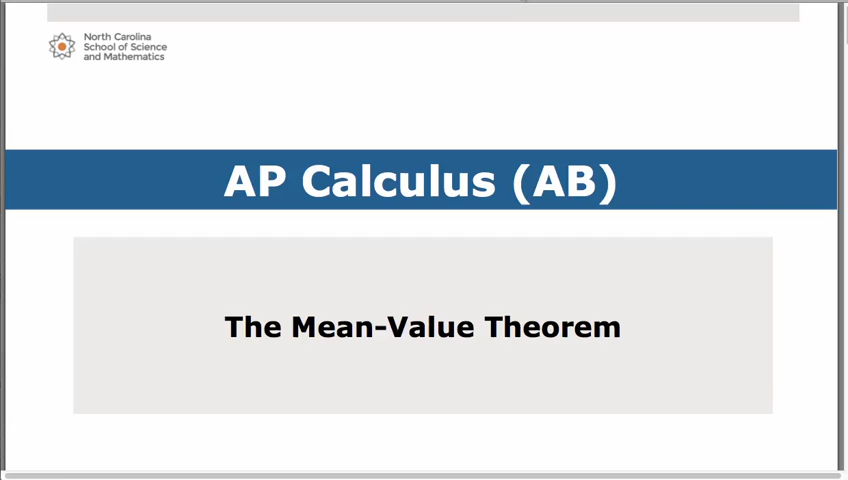 North Carolina
School of Science
and Mathematics
AP Calculus (AB)
The Mean-Value Theorem